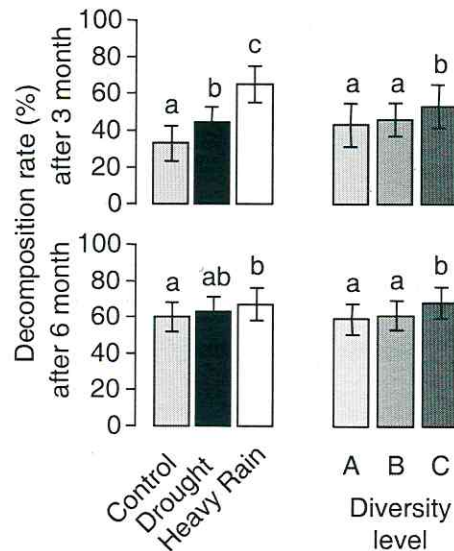 Decomposition rate (%)
after 3 month
100
80
60
40
20
0
a
b
c
a
a
b
after 6 month
100
80
60
40
20
0
a
ab
b
a
a
b
Control
Drought
Heavy Rain
A B C
Diversity
level